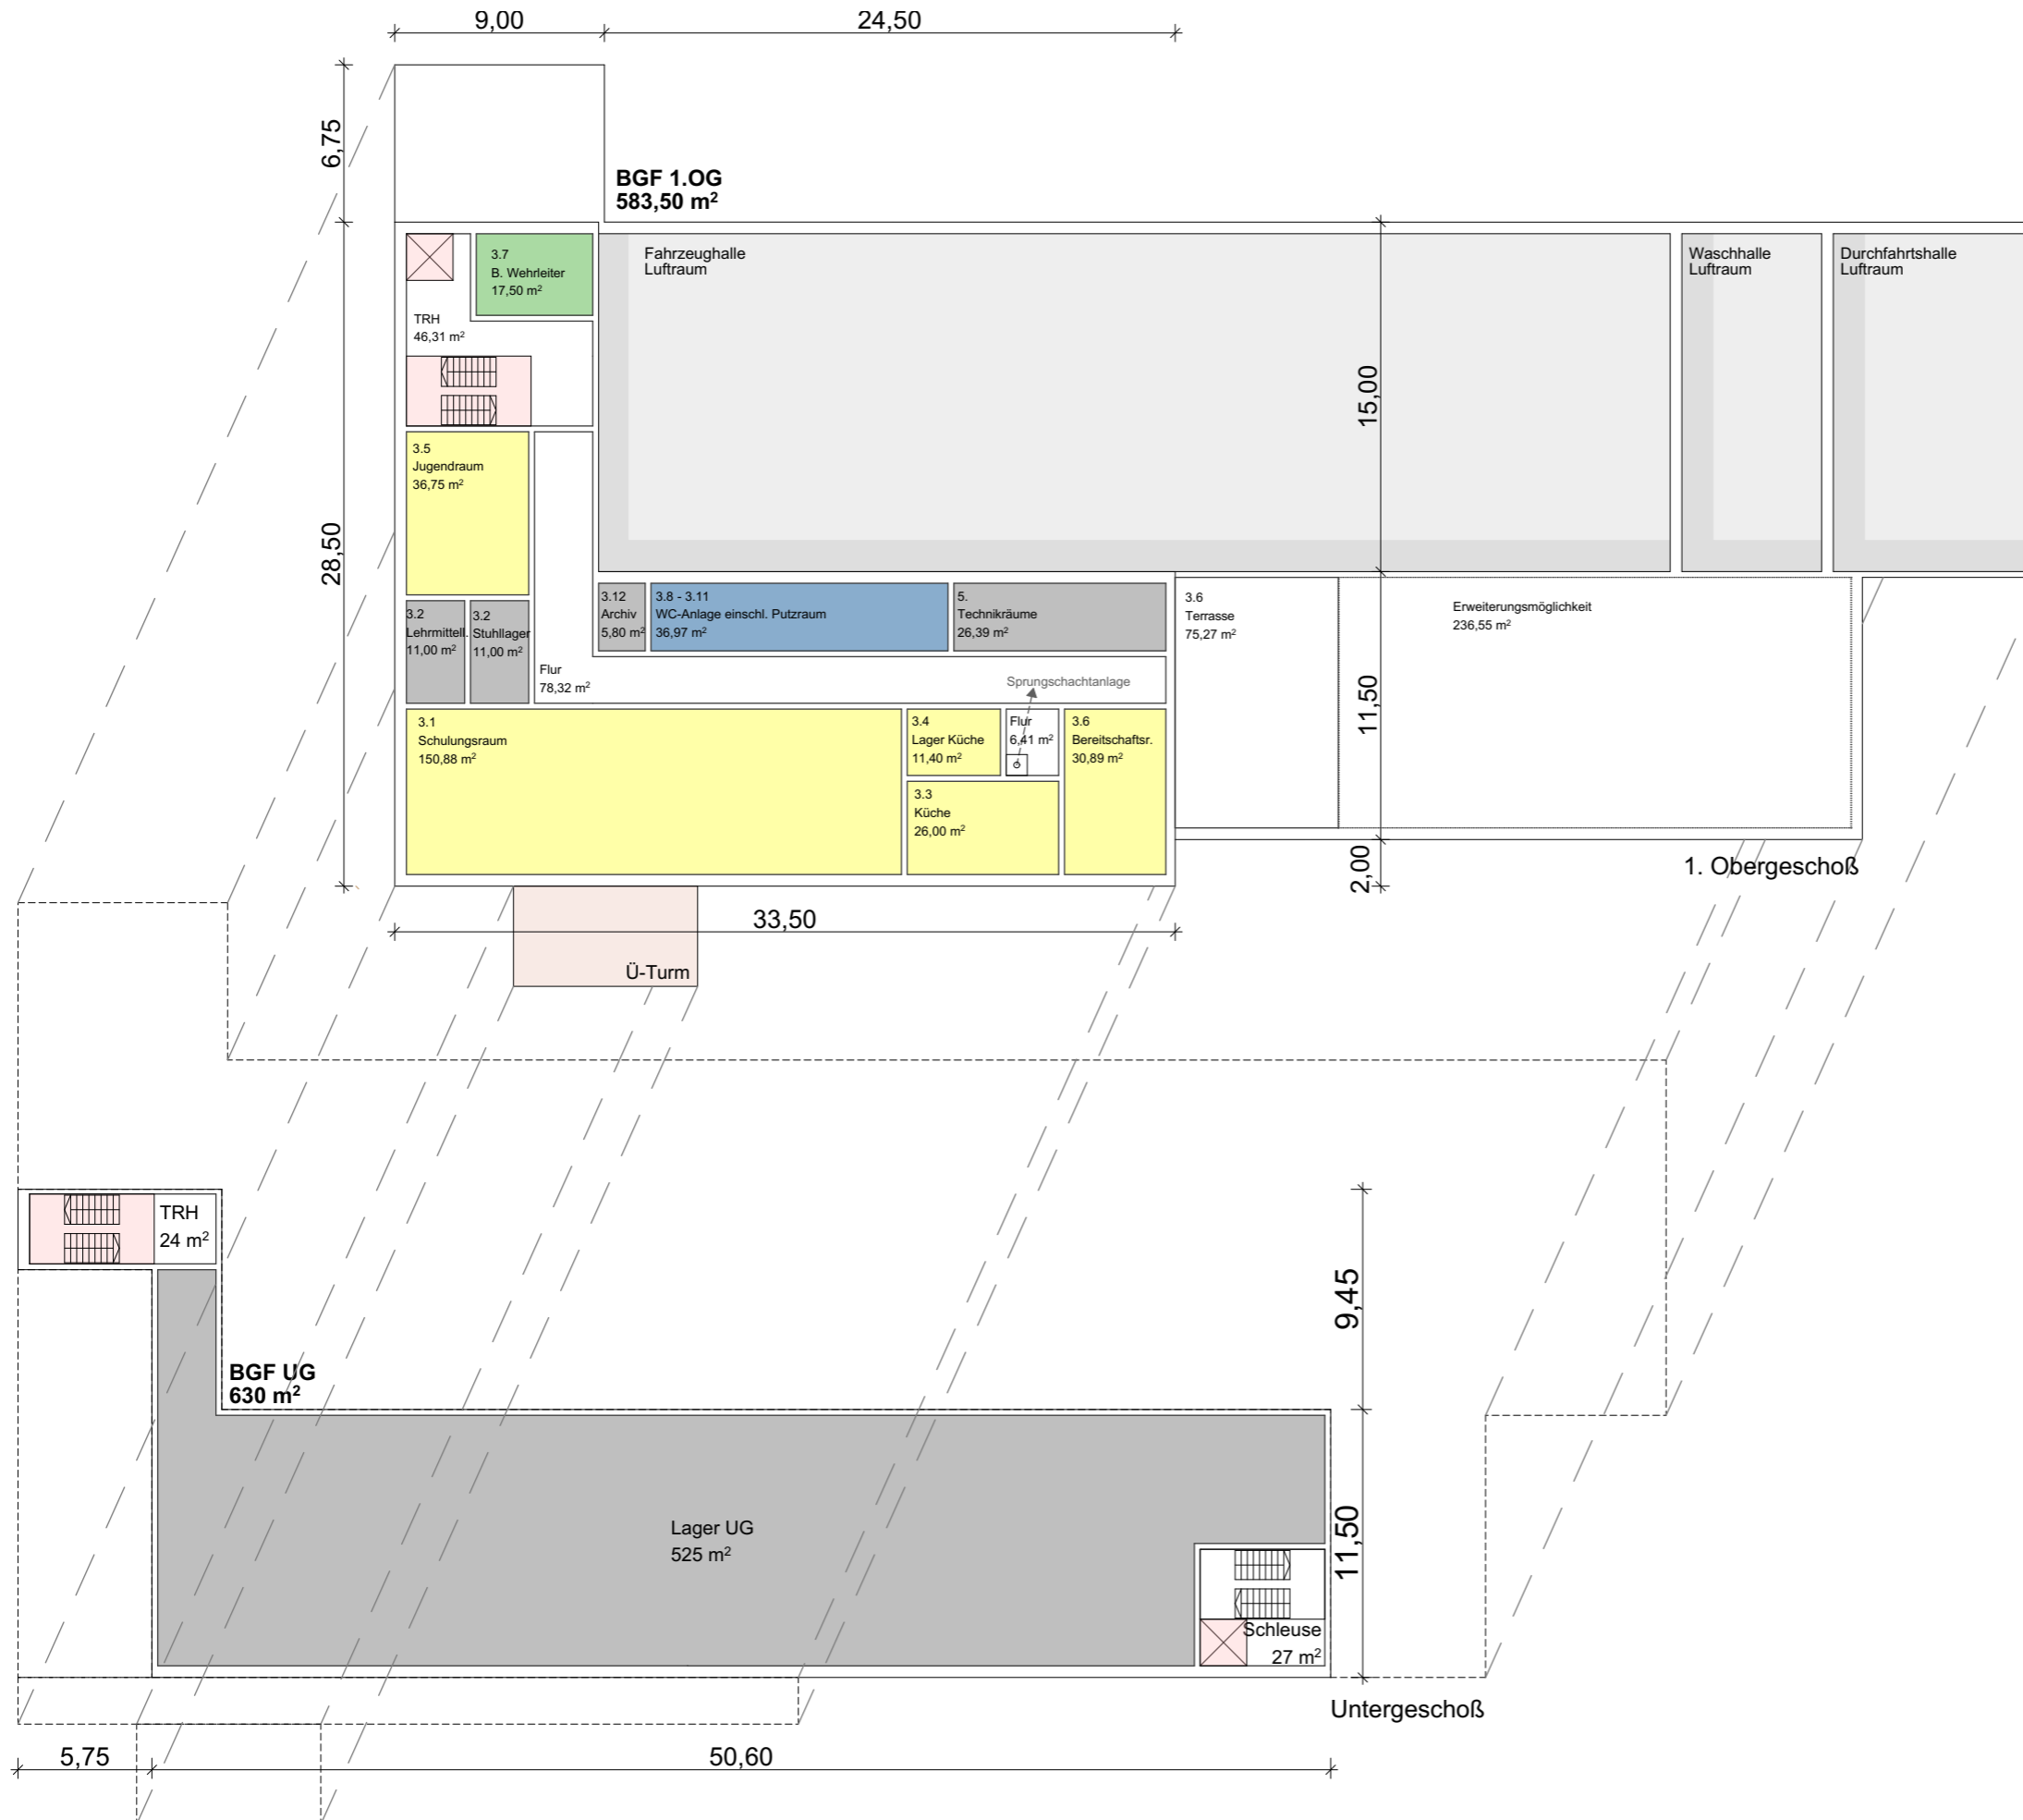 9,00
24,50
6,75
BGF 1.OG
583,50 m²
28,50
3.7
B. Wehrleiter
17,50 m²
TRH
46,31 m²
Fahrzeughalle
Luftraum
Waschhalle
Luftraum
Durchfahrtshalle
Luftraum
15,00
3.5
Jugendraum
36,75 m²
3.2
Lehrmittell.
11,00 m²
3.2
Stuhllager
11,00 m²
3.12
Archiv
5,80 m²
3.8 - 3.11
WC-Anlage einschl. Putzraum
36,97 m²
5.
Technikräume
26,39 m²
3.6
Terrasse
75,27 m²
Erweiterungsmöglichkeit
236,55 m²
Flur
78,32 m²
Sprungschachtanlage
11,50
3.1
Schulungsraum
150,88 m²
3.4
Lager Küche
11,40 m²
Flur
6,41 m²
3.6
Bereitschaftsr.
30,89 m²
3.3
Küche
26,00 m²
2,00
1. Obergeschoß
33,50
Ü-Turm
TRH
24 m²
9,45
BGF UG
630 m²
Lager UG
525 m²
11,50
Schleuse
27 m²
Untergeschoß
5,75
50,60